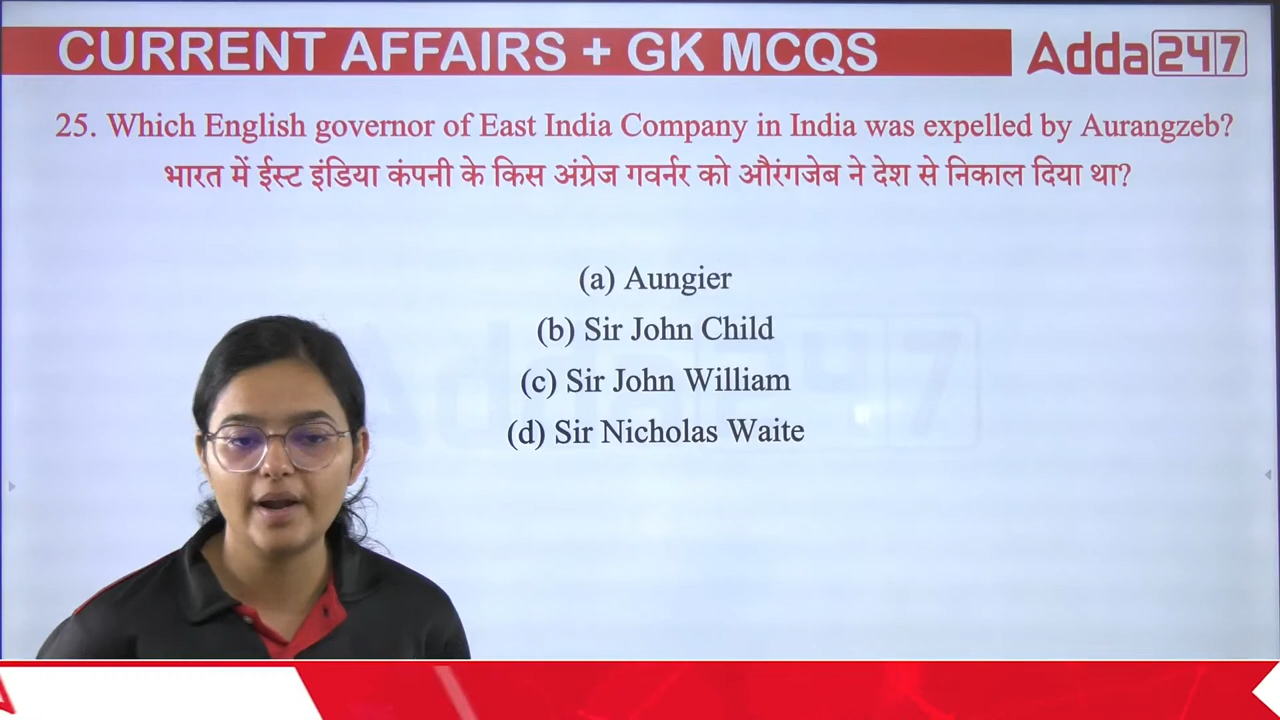 CURRENT AFFAIRS + GK MCQS
Adda247
25. Which English governor of East India Company in India was expelled by Aurangzeb?
भारत में ईस्ट इंडिया कंपनी के किस अंग्रेज गवर्नर को औरंगजेब ने देश से निकाल दिया था?
(a) Aungier
(b) Sir John Child
(c) Sir John William
(d) Sir Nicholas Waite
Adda247